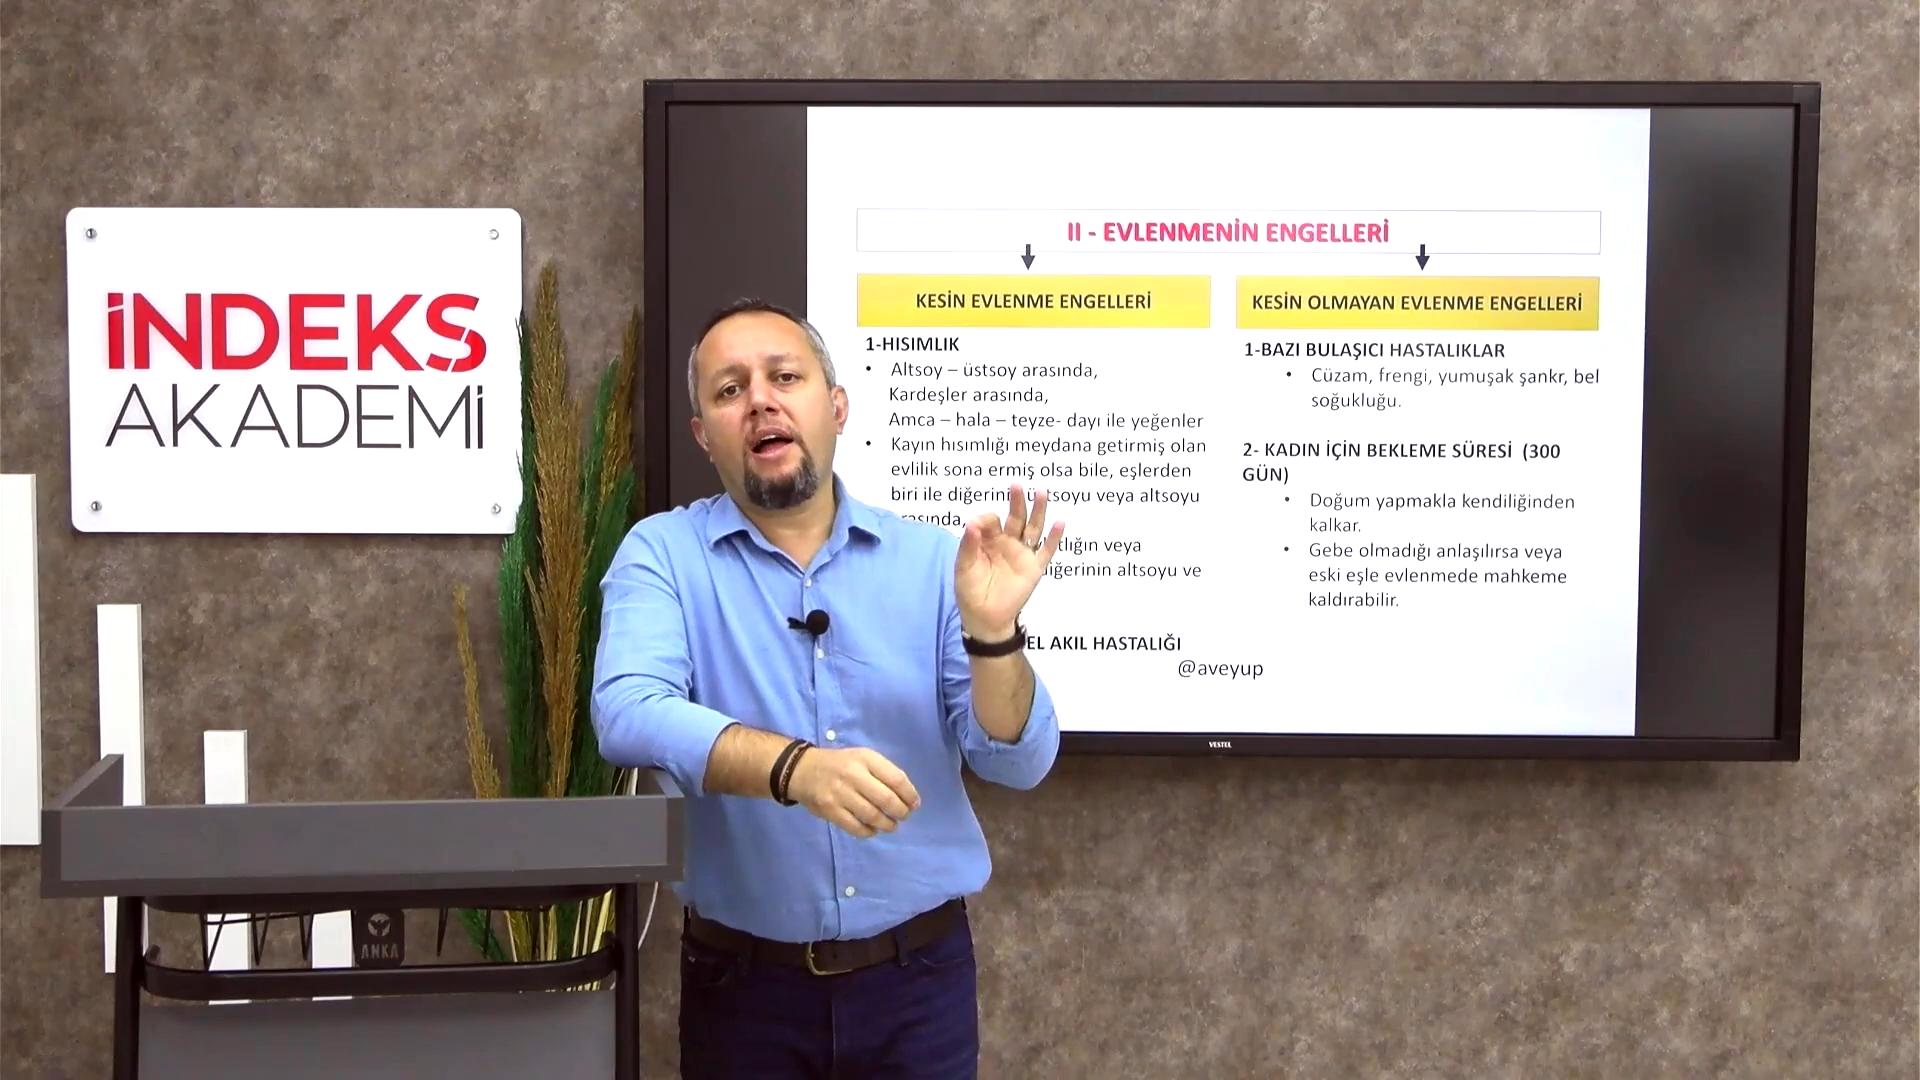 İNDEKS
AKADEMİ
II - EVLENMENİN ENGELLERİ
KESİN EVLENME ENGELLERİ
1-HISIMLIK
• Altsoy – üstsoy arasında,
Kardeşler arasında,
Amca – hala – teyze- dayı ile yeğenler
• Kayın hısımlığı meydana getirmiş olan
evlilik sona ermiş olsa bile, eşlerden
biri ile diğerinin üstsoyu veya altsoyu
arasında,
veya
diğerinin altsoyu ve
AKIL HASTALIĞI
@aveyup
KESİN OLMAYAN EVLENME ENGELLERİ
1-BAZI BULAŞICI HASTALIKLAR
• Cüzam, frengi, yumuşak şankr, bel
soğukluğu.
2- KADIN İÇİN BEKLEME SÜRESİ (300
GÜN)
• Doğum yapmakla kendiliğinden
kalkar.
• Gebe olmadığı anlaşılırsa veya
eski eşle evlenmede mahkeme
kaldırabilir.
VESTEL
ANKA